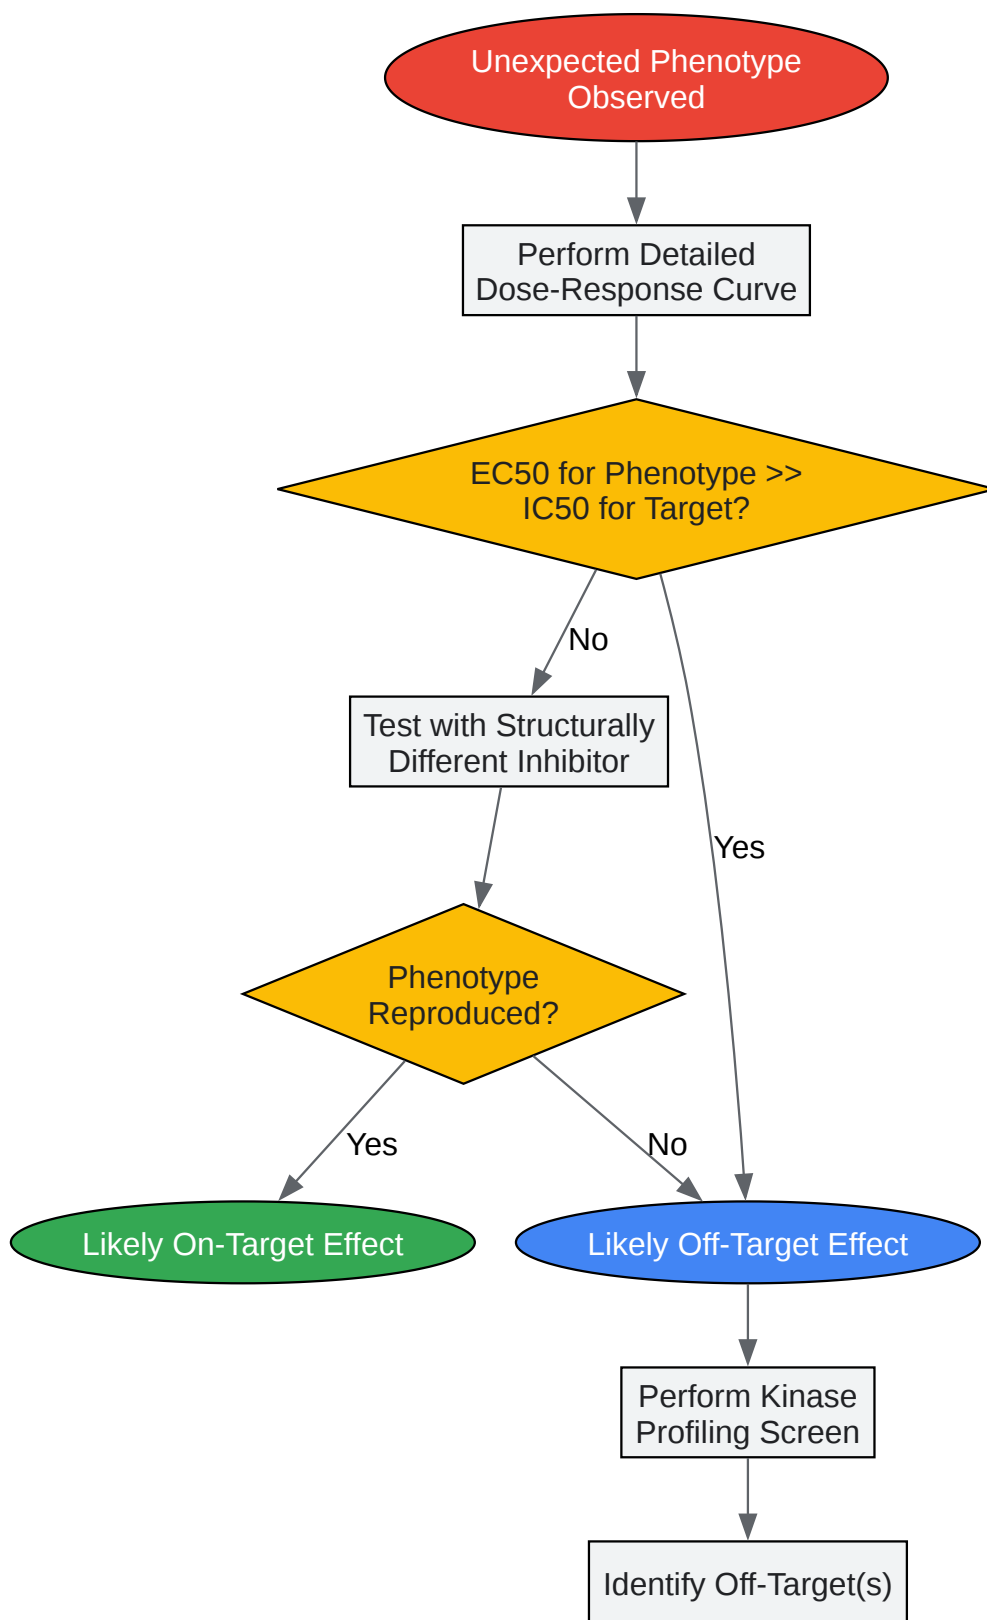 Unexpected Phenotype
Observed
Perform Detailed
Dose-Response Curve
EC50 for Phenotype >>
IC50 for Target?
No
Test with Structurally
Different Inhibitor
Yes
Phenotype
Reproduced?
Yes
No
Likely On-Target Effect
Likely Off-Target Effect
Perform Kinase
Profiling Screen
Identify Off-Target(s)